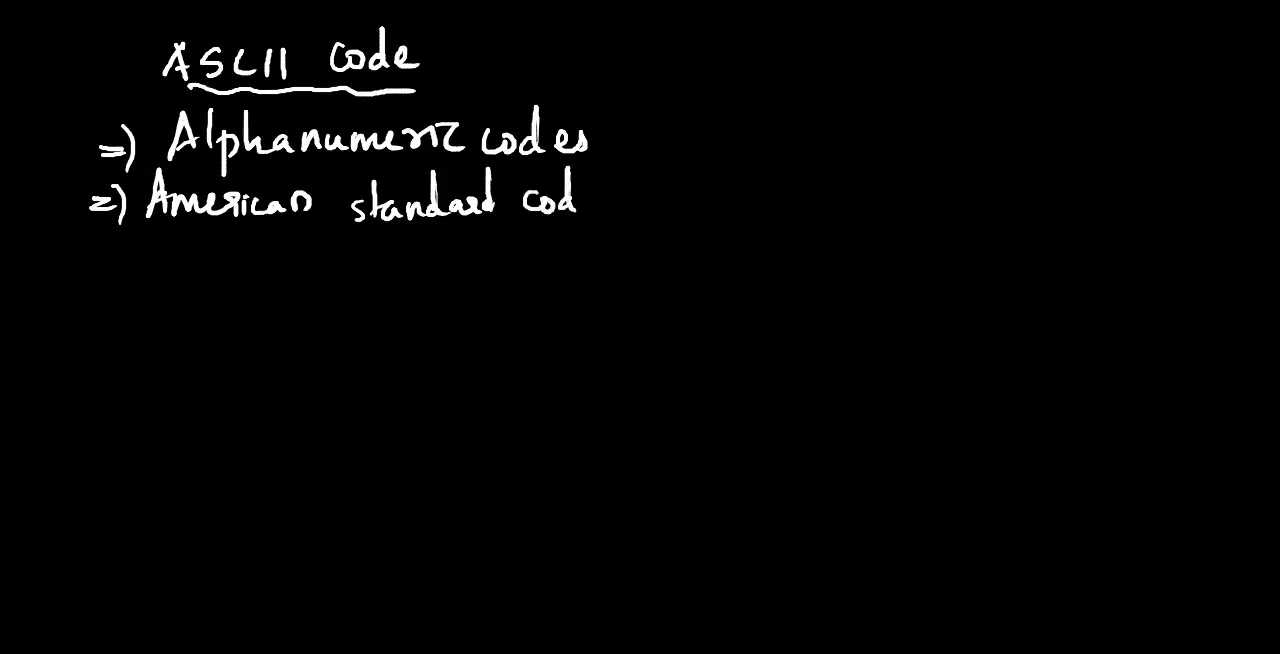 ASCII code
=) Alphanumeric codes
=) American standard cod